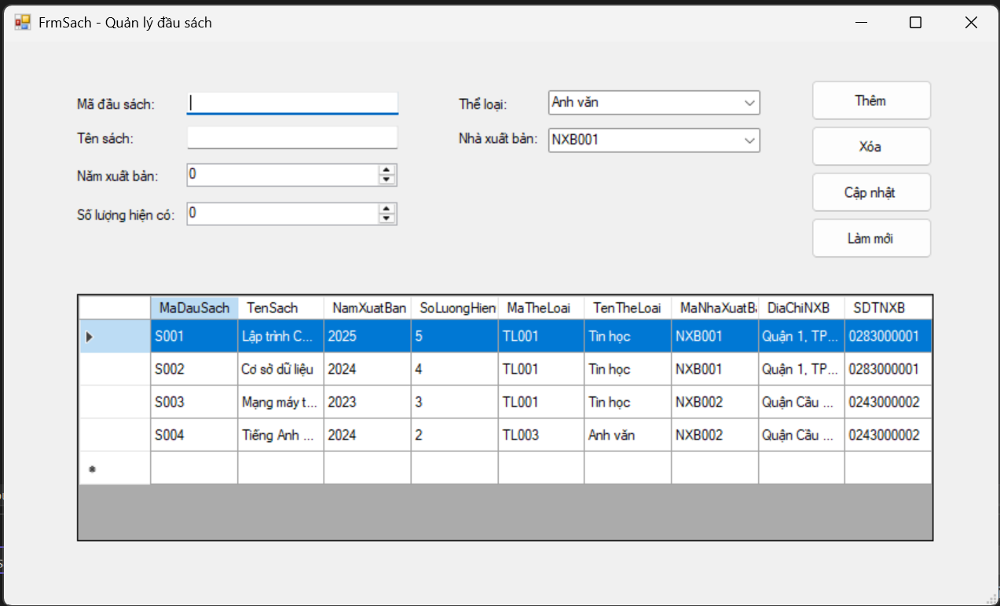 FrmSach - Quản lý đầu sách
Mã đầu sách:
Thể loại: Anh văn
Thêm
Tên sách:
Nhà xuất bản: NXB001
Xóa
Năm xuất bản: 0
Cập nhật
Số lượng hiện có: 0
Làm mới
MaDauSach TenSach NamXuatBan SoLuongHien MaTheLoai TenTheLoai MaNhaXuatBa DiaChiNXB SDTNXB
S001 Lập trình C... 2025 5 TL001 Tin học NXB001 Quận 1, TP... 0283000001
S002 Cơ sở dữ liệu 2024 4 TL001 Tin học NXB001 Quận 1, TP... 0283000001
S003 Mạng máy t... 2023 3 TL001 Tin học NXB002 Quận Cầu ... 0243000002
S004 Tiếng Anh ... 2024 2 TL003 Anh văn NXB002 Quận Cầu ... 0243000002